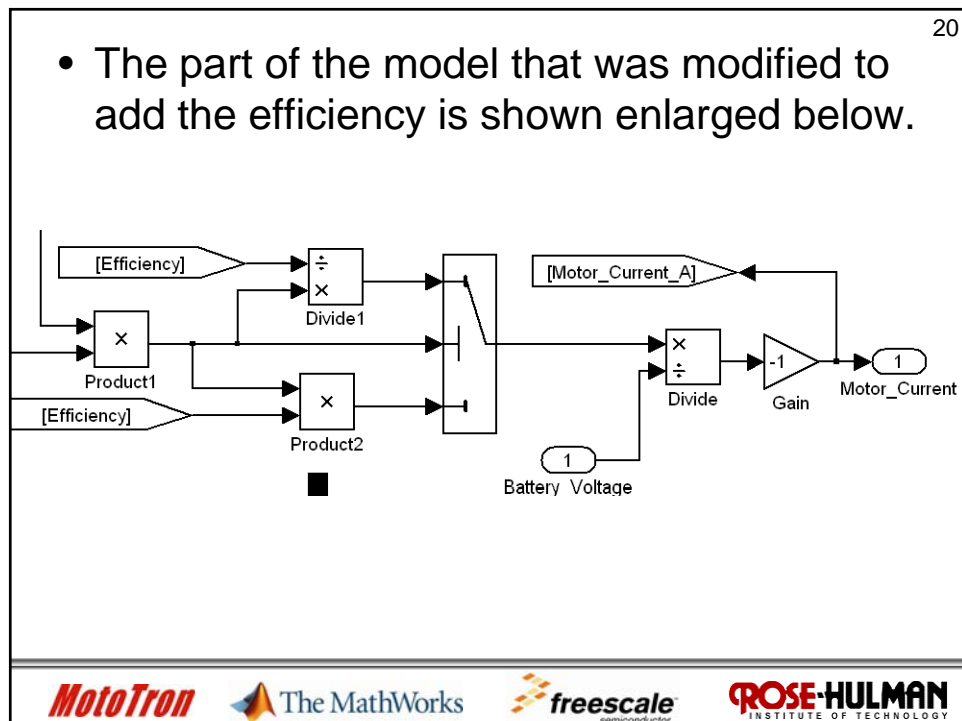 20
• The part of the model that was modified to
add the efficiency is shown enlarged below.
[Efficiency]
÷
×
Divide1
[Motor_Current_A]
×
Product1
×
÷
Divide
-1
Gain
1
Motor_Current
[Efficiency]
×
Product2
1
Battery_Voltage
MotoTron
The MathWorks
freescale
semiconductor
ROSE-HULMAN
INSTITUTE OF TECHNOLOGY